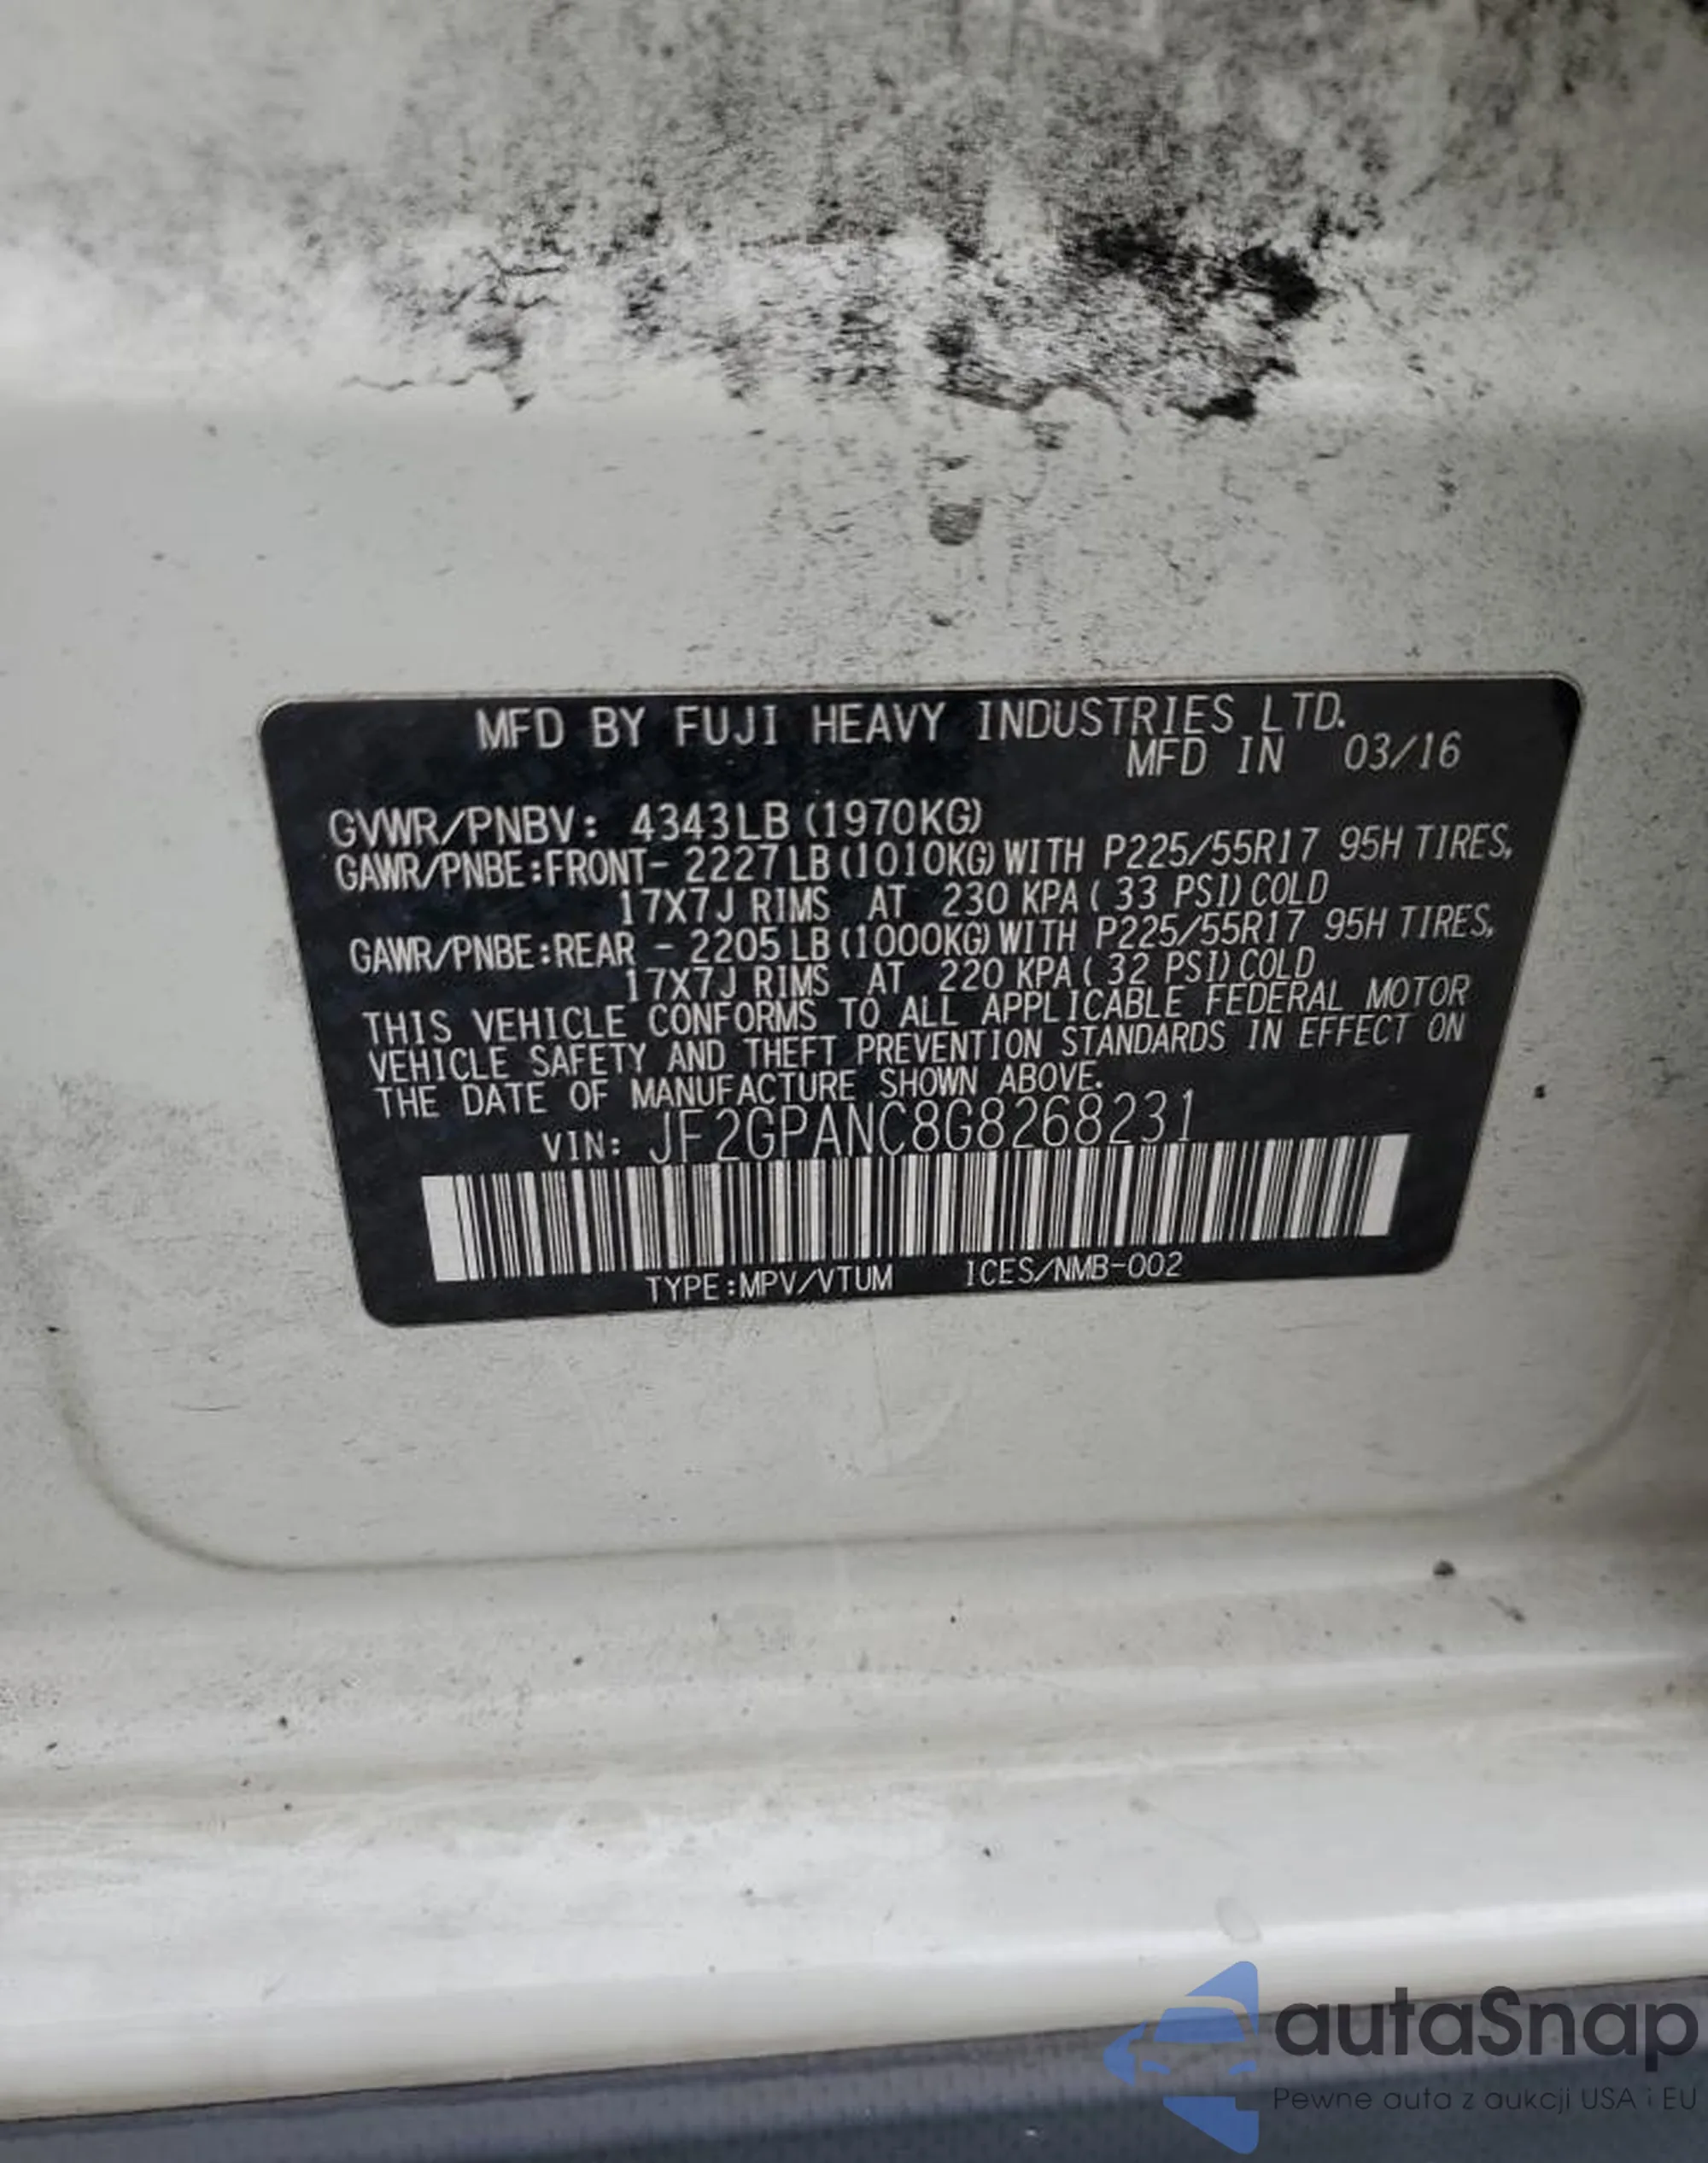 MFD BY FUJI HEAVY INDUSTRIES LTD.
MFD IN 03/16
GVWR/PNBV: 4343LB (1970KG)
GAWR/PNBE:FRONT- 2227LB (1010KG) WITH P225/55R17 95H TIRES,
17X7J RIMS AT 230 KPA ( 33 PSI) COLD
GAWR/PNBE:REAR - 2205LB (1000KG) WITH P225/55R17 95H TIRES,
17X7J RIMS AT 220 KPA ( 32 PSI) COLD
THIS VEHICLE CONFORMS TO ALL APPLICABLE FEDERAL MOTOR
VEHICLE SAFETY AND THEFT PREVENTION STANDARDS IN EFFECT ON
THE DATE OF MANUFACTURE SHOWN ABOVE.
VIN: JF2GPANC8G8268231
TYPE:MPV/VTUM ICES/NMB-002
autaSnap
Pewne auta z aukcji USA i EU